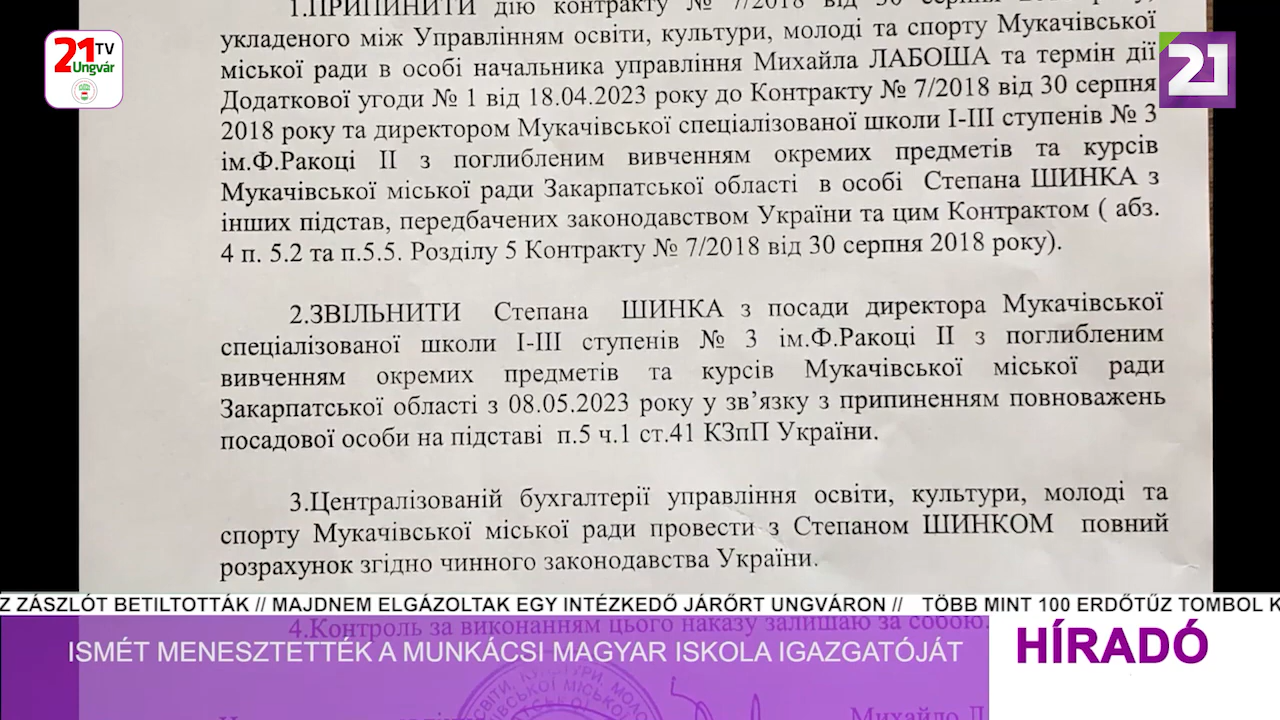 1.ПРИПИНИТИ дію контракту № 7/2018 від 30
укладеного між Управлінням освіти, культури, молоді та спорту Мукачівської
міської ради в особі начальника управління Михайла ЛАБОША та термін дії
Додаткової угоди № 1 від 18.04.2023 року до Контракту № 7/2018 від 30 серпня
2018 року та директором Мукачівської спеціалізованої школи І-ІІІ ступенів № 3
ім.Ф.Ракоці ІІ з поглибленим вивченням окремих предметів та курсів
Мукачівської міської ради Закарпатської області в особі Степана ШИНКА з
інших підстав, передбачених законодавством України та цим Контрактом ( абз.
4 п. 5.2 та п.5.5. Розділу 5 Контракту № 7/2018 від 30 серпня 2018 року).
2.ЗВІЛЬНИТИ Степана ШИНКА з посади директора Мукачівської
спеціалізованої школи І-ІІІ ступенів № 3 ім.Ф.Ракоці ІІ з поглибленим
вивченням окремих предметів та курсів Мукачівської міської ради
Закарпатської області з 08.05.2023 року у зв’язку з припиненням повноважень
посадової особи на підставі п.5 ч.1 ст.41 КЗпП України.
3.Централізованій бухгалтерії управління освіти, культури, молоді та
спорту Мукачівської міської ради провести з Степаном ШИНКОМ повний
розрахунок згідно чинного законодавства України.
4.Контроль за виконанням цього наказу залишаю за собою.
Михайло Л
21 TV
Ungvár
21
Z ZÁSZLÓT BETILTOTTÁK // MAJDNEM ELGÁZOLTAK EGY INTÉZKEDŐ JÁRŐRT UNGVÁRON // TÖBB MINT 100 ERDŐTŰZ TOMBOL K
ISMÉT MENESZTETTÉK A MUNKÁCSI MAGYAR ISKOLA IGAZGATÓJÁT
HÍRADÓ